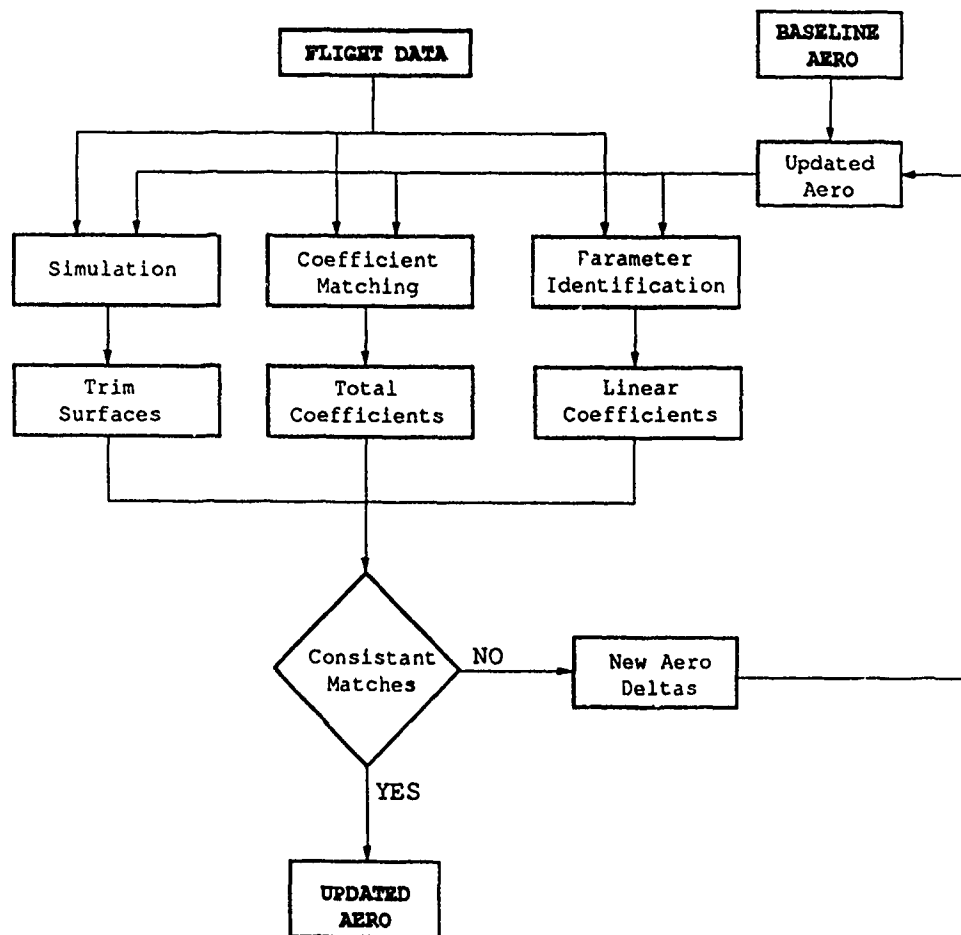 FLIGHT DATA
BASELINE
AERO
Updated
Aero
Simulation
Coefficient
Matching
Farameter
Identification
Trim
Surfaces
Total
Coefficients
Linear
Coefficients
Consistant
Matches
NO
New Aero
Deltas
YES
UPDATED
AERO